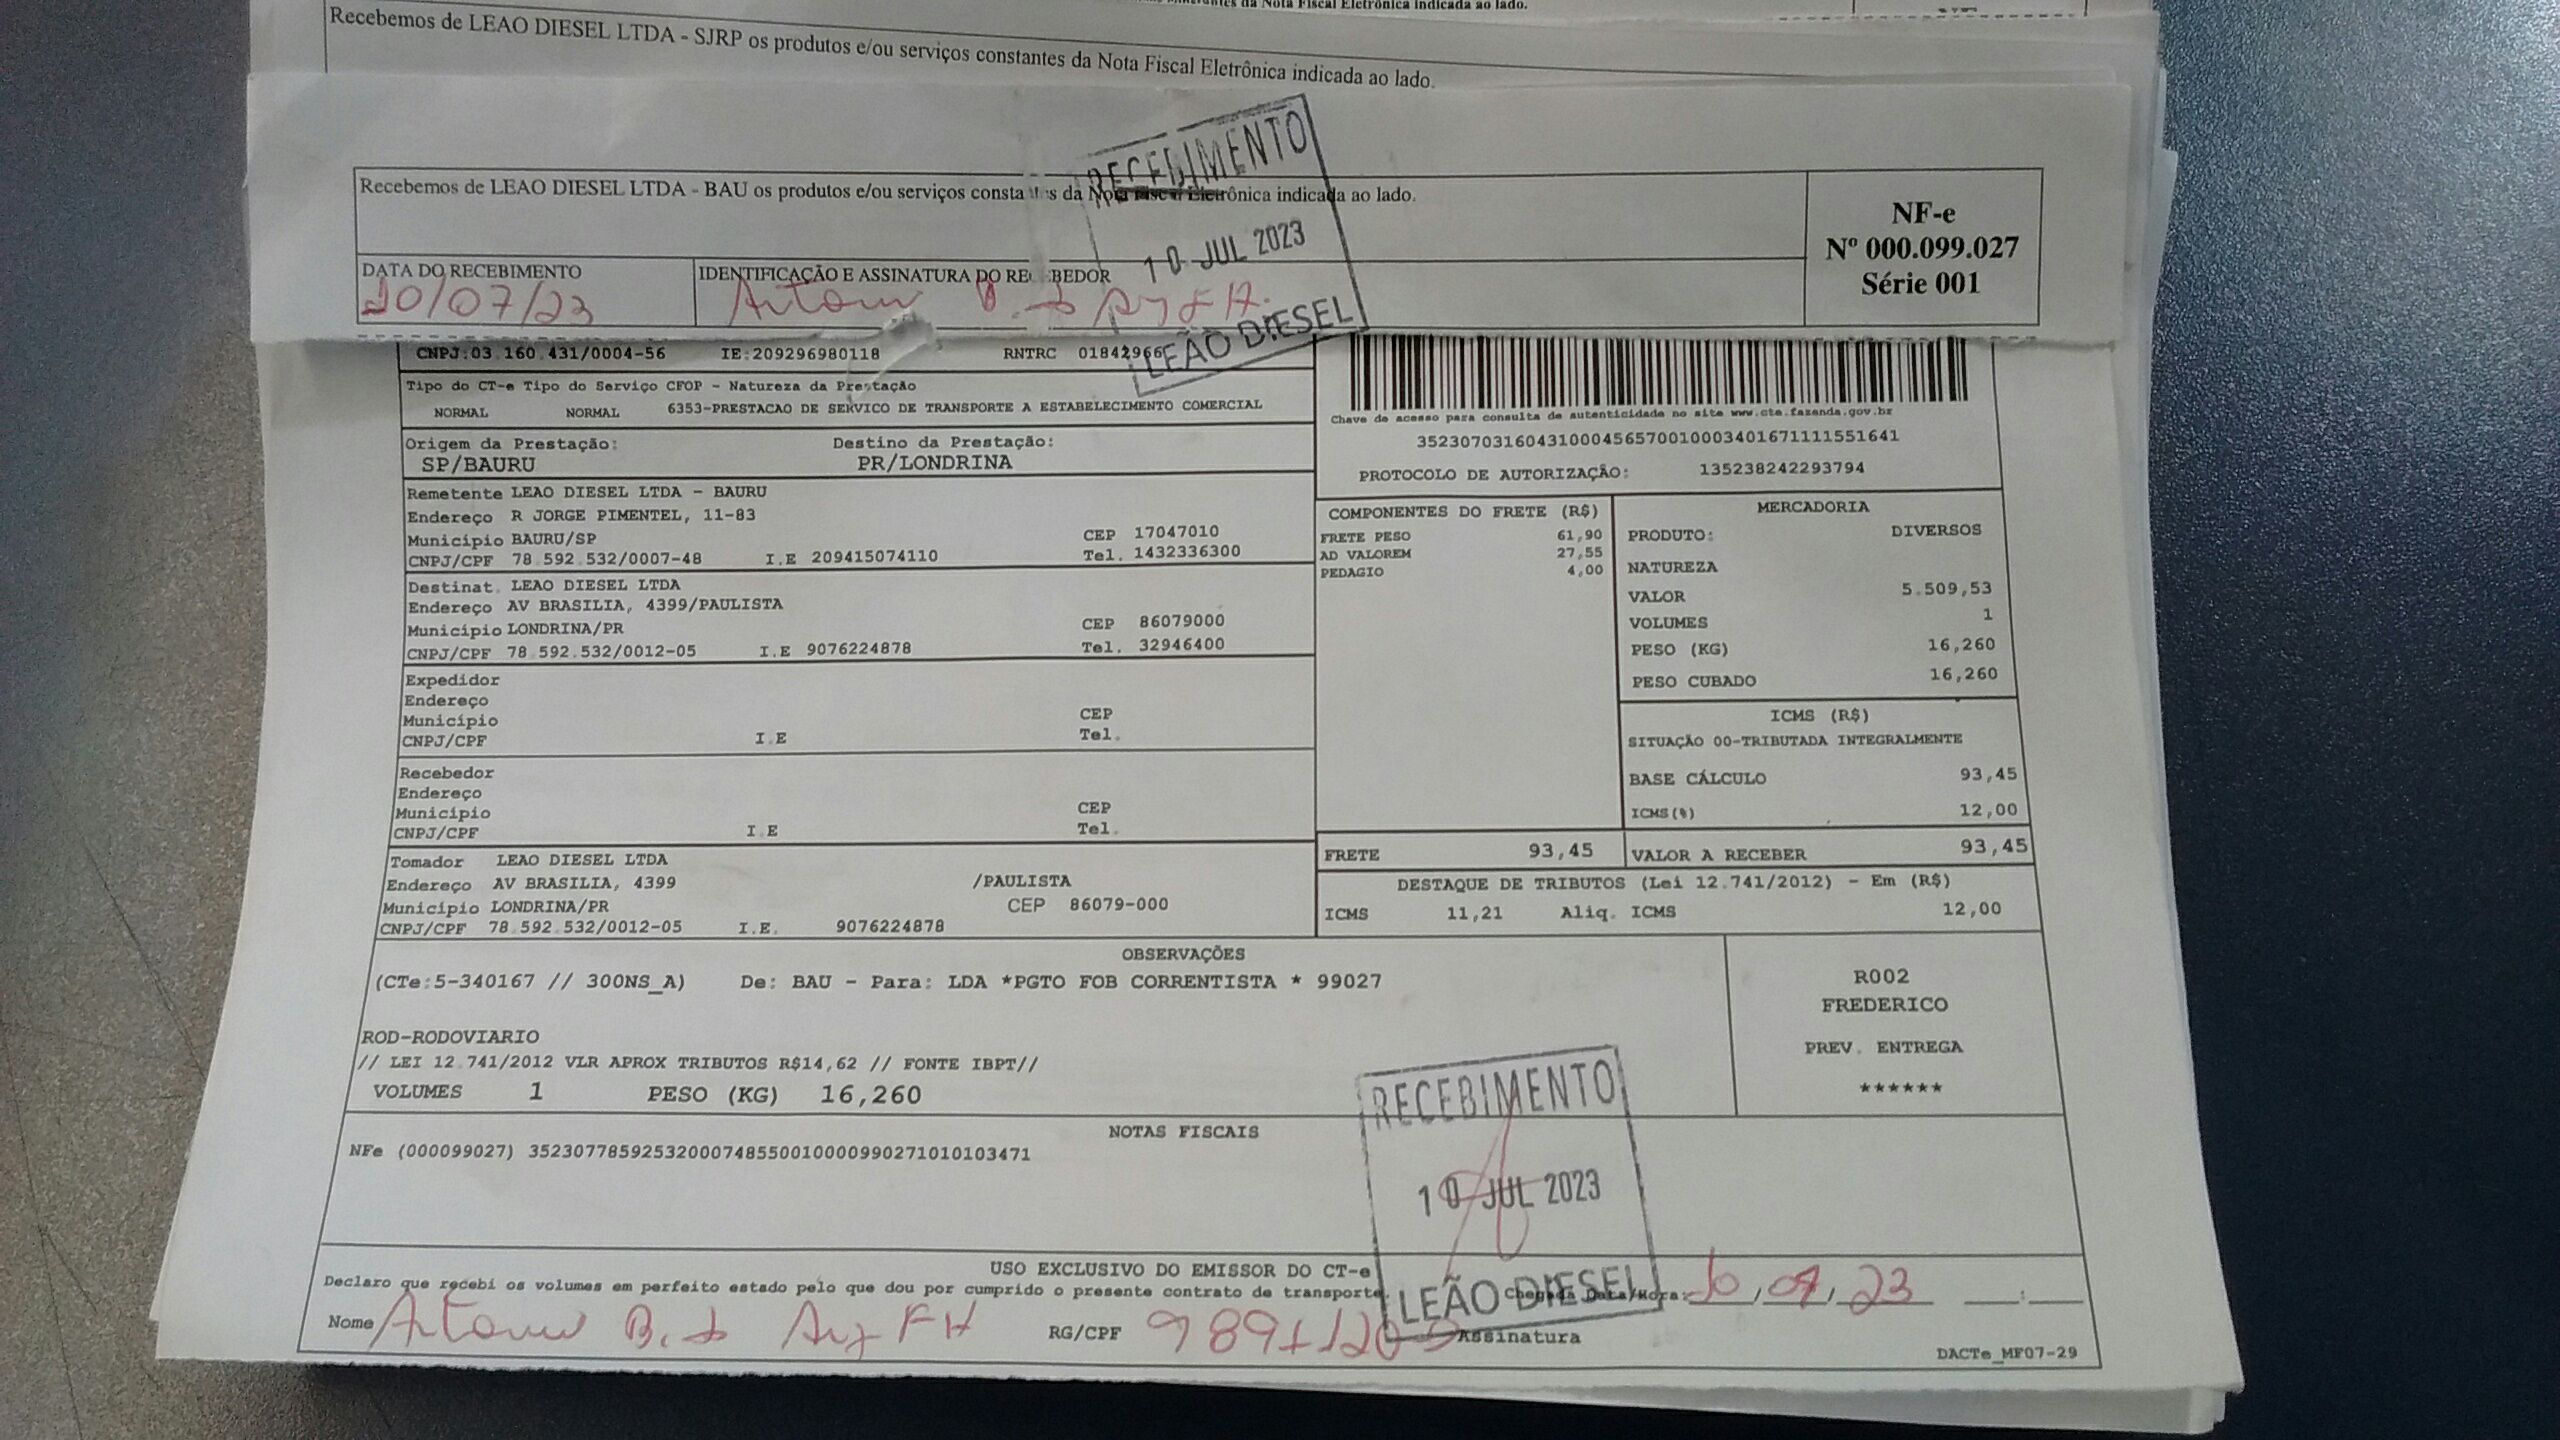 da Nota Fiscal Eletrônica indicada ao lado.
Recebemos de LEAO DIESEL LTDA - SJRP os produtos e/ou serviços constantes da Nota Fiscal Eletrônica indicada ao lado.
RECEBIMENTO
10 JUL 2023
LEÃO DIESEL
Recebemos de LEAO DIESEL LTDA - BAU os produtos e/ou serviços da Nota Fiscal Eletrônica indicada ao lado.
NF-e
Nº 000.099.027
Série 001
DATA DO RECEBIMENTO
10/07/23
IDENTIFICAÇÃO E ASSINATURA DO RECEBEDOR
CNPJ:03.160.431/0004-56 IE:209296980118 RNTRC 01842966
Tipo do CT-e Tipo do Serviço CFOP - Natureza da Prestação
NORMAL NORMAL 6353-PRESTACAO DE SERVICO DE TRANSPORTE A ESTABELECIMENTO COMERCIAL
Origem da Prestação: Destino da Prestação:
SP/BAURU PR/LONDRINA
Chave de acesso para consulta de autenticidade no site www.cte.fazenda.gov.br
35230703160431000456570010003401671111551641
PROTOCOLO DE AUTORIZAÇÃO: 135238242293794
Remetente LEAO DIESEL LTDA - BAURU
Endereço R JORGE PIMENTEL, 11-83
Município BAURU/SP CEP 17047010
CNPJ/CPF 78.592.532/0007-48 I.E 209415074110 Tel. 1432336300
Destinat. LEAO DIESEL LTDA
Endereço AV BRASILIA, 4399/PAULISTA
Município LONDRINA/PR CEP 86079000
CNPJ/CPF 78.592.532/0012-05 I.E 9076224878 Tel. 32946400
Expedidor
Endereço
Município CEP
CNPJ/CPF I.E Tel.
Recebedor
Endereço
Município CEP
CNPJ/CPF I.E Tel.
Tomador LEAO DIESEL LTDA
Endereço AV BRASILIA, 4399 /PAULISTA
Município LONDRINA/PR CEP 86079-000
CNPJ/CPF 78.592.532/0012-05 I.E. 9076224878
COMPONENTES DO FRETE (R$)
FRETE PESO 61,90
AD VALOREM 27,55
PEDAGIO 4,00
MERCADORIA
PRODUTO: DIVERSOS
NATUREZA
VALOR 5.509,53
VOLUMES 1
PESO (KG) 16,260
PESO CUBADO 16,260
ICMS (R$)
SITUAÇÃO 00-TRIBUTADA INTEGRALMENTE
BASE CÁLCULO 93,45
ICMS(%) 12,00
FRETE 93,45 VALOR A RECEBER 93,45
DESTAQUE DE TRIBUTOS (Lei 12.741/2012) - Em (R$)
ICMS 11,21 Aliq. ICMS 12,00
OBSERVAÇÕES
(CTe:5-340167 // 300NS_A) De: BAU - Para: LDA *PGTO FOB CORRENTISTA * 99027
ROD-RODOVIARIO
// LEI 12.741/2012 VLR APROX TRIBUTOS R$14,62 // FONTE IBPT//
VOLUMES 1 PESO (KG) 16,260
R002
FREDERICO
PREV. ENTREGA
******
NOTAS FISCAIS
NFe (000099027) 35230778592532000748550010000990271010103471
RECEBIMENTO
10 JUL 2023
LEÃO DIESEL
USO EXCLUSIVO DO EMISSOR DO CT-e
Declaro que recebi os volumes em perfeito estado pelo que dou por cumprido o presente contrato de transporte. Chegada Data/Hora: 10/07/23 :
Nome RG/CPF Assinatura
DACTe_MF07-29